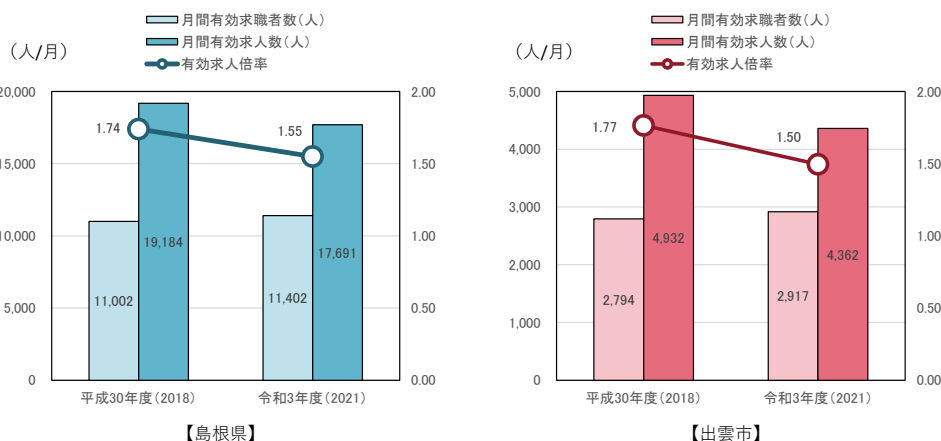 月間有効求職者数(人)
月間有効求人数(人)
有効求人倍率
(人/月)
20,000
15,000
10,000
5,000
0
2.00
1.50
1.00
0.50
0.00
1.74
1.55
19,184
17,691
11,002
11,402
平成30年度(2018)
令和3年度(2021)
【島根県】
月間有効求職者数(人)
月間有効求人数(人)
有効求人倍率
(人/月)
5,000
4,000
3,000
2,000
1,000
0
2.00
1.50
1.00
0.50
0.00
1.77
1.50
4,932
4,362
2,794
2,917
平成30年度(2018)
令和3年度(2021)
【出雲市】